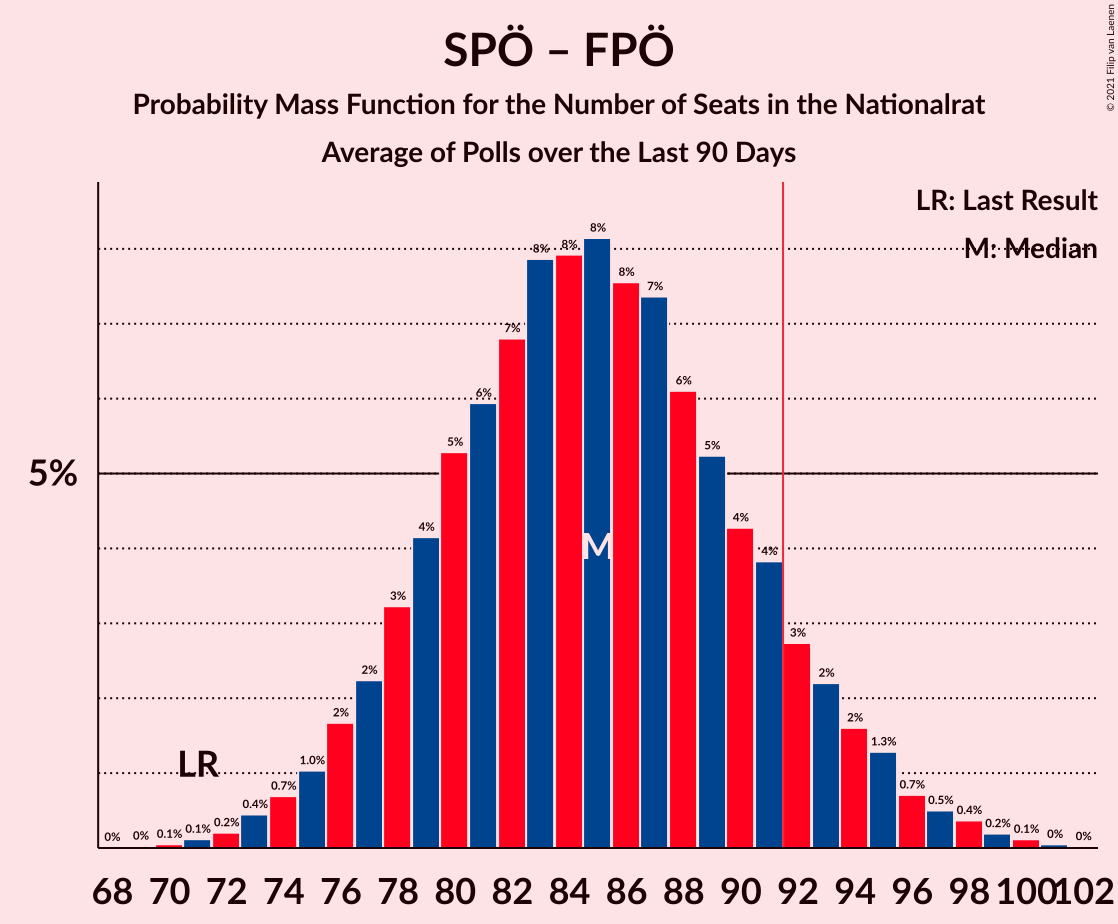 SPÖ – FPÖ
Probability Mass Function for the Number of Seats in the Nationalrat
Average of Polls over the Last 90 Days
© 2021 Filip van Laenen
LR: Last Result
M: Median
5%
LR
M
0% 0% 0.1% 0.1% 0.2% 0.4% 0.7% 1.0% 2% 2% 3% 4% 5% 6% 7% 8% 8% 8% 8% 7% 6% 5% 4% 4% 3% 2% 2% 1.3% 0.7% 0.5% 0.4% 0.2% 0.1% 0% 0%
68 70 72 74 76 78 80 82 84 86 88 90 92 94 96 98 100 102